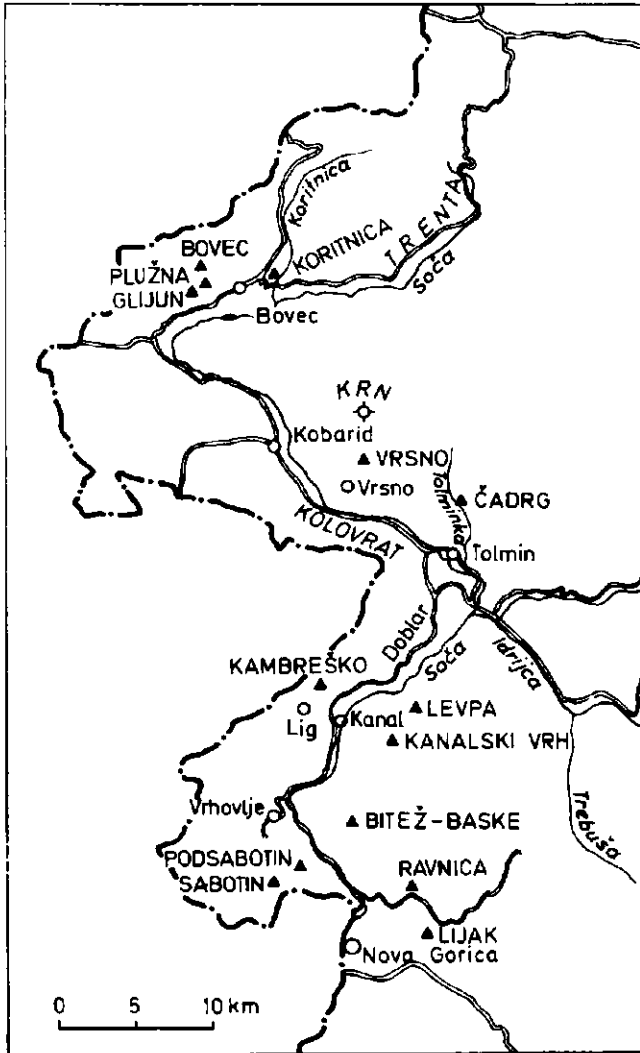 Koritnica
TRENTA
BOVEC
KORITNICA
PLUŽNA
GLIJUN
Soča
Bovec
KRN
Kobarid
VRSNO
Vrsno
Tolminka
ČADRG
KOLOVRAT
Tolmin
Doblar
Idrijca
Soča
KAMBREŠKO
LEVPA
Lig
Kanal
KANALSKI VRH
Trebuša
Vrhovlje
BITEŽ-BASKE
PODSABOTIN
RAVNICA
SABOTIN
LIJAK
Nova Gorica
0 5 10 km